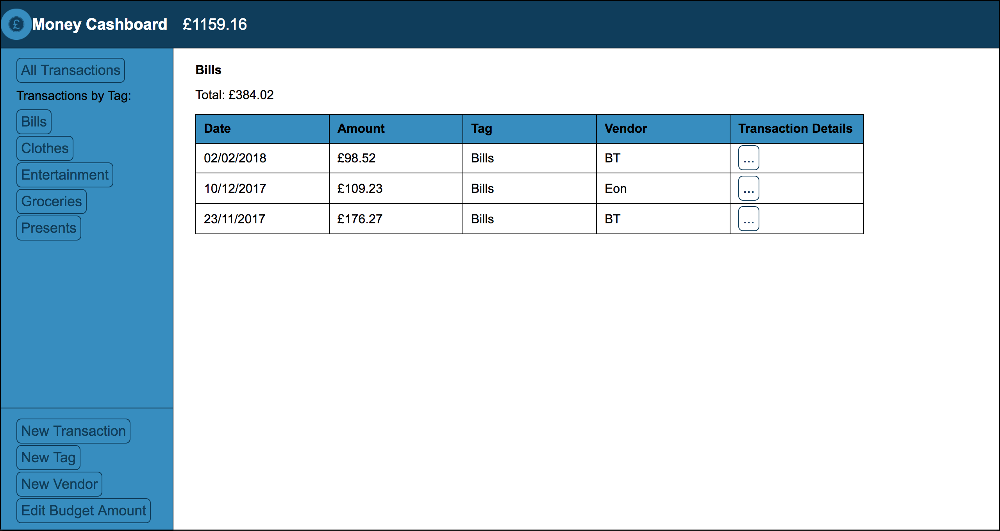 £ Money Cashboard £1159.16
All Transactions
Transactions by Tag:
Bills
Clothes
Entertainment
Groceries
Presents
New Transaction
New Tag
New Vendor
Edit Budget Amount
Bills
Total: £384.02
Date Amount Tag Vendor Transaction Details
02/02/2018 £98.52 Bills BT ...
10/12/2017 £109.23 Bills Eon ...
23/11/2017 £176.27 Bills BT ...